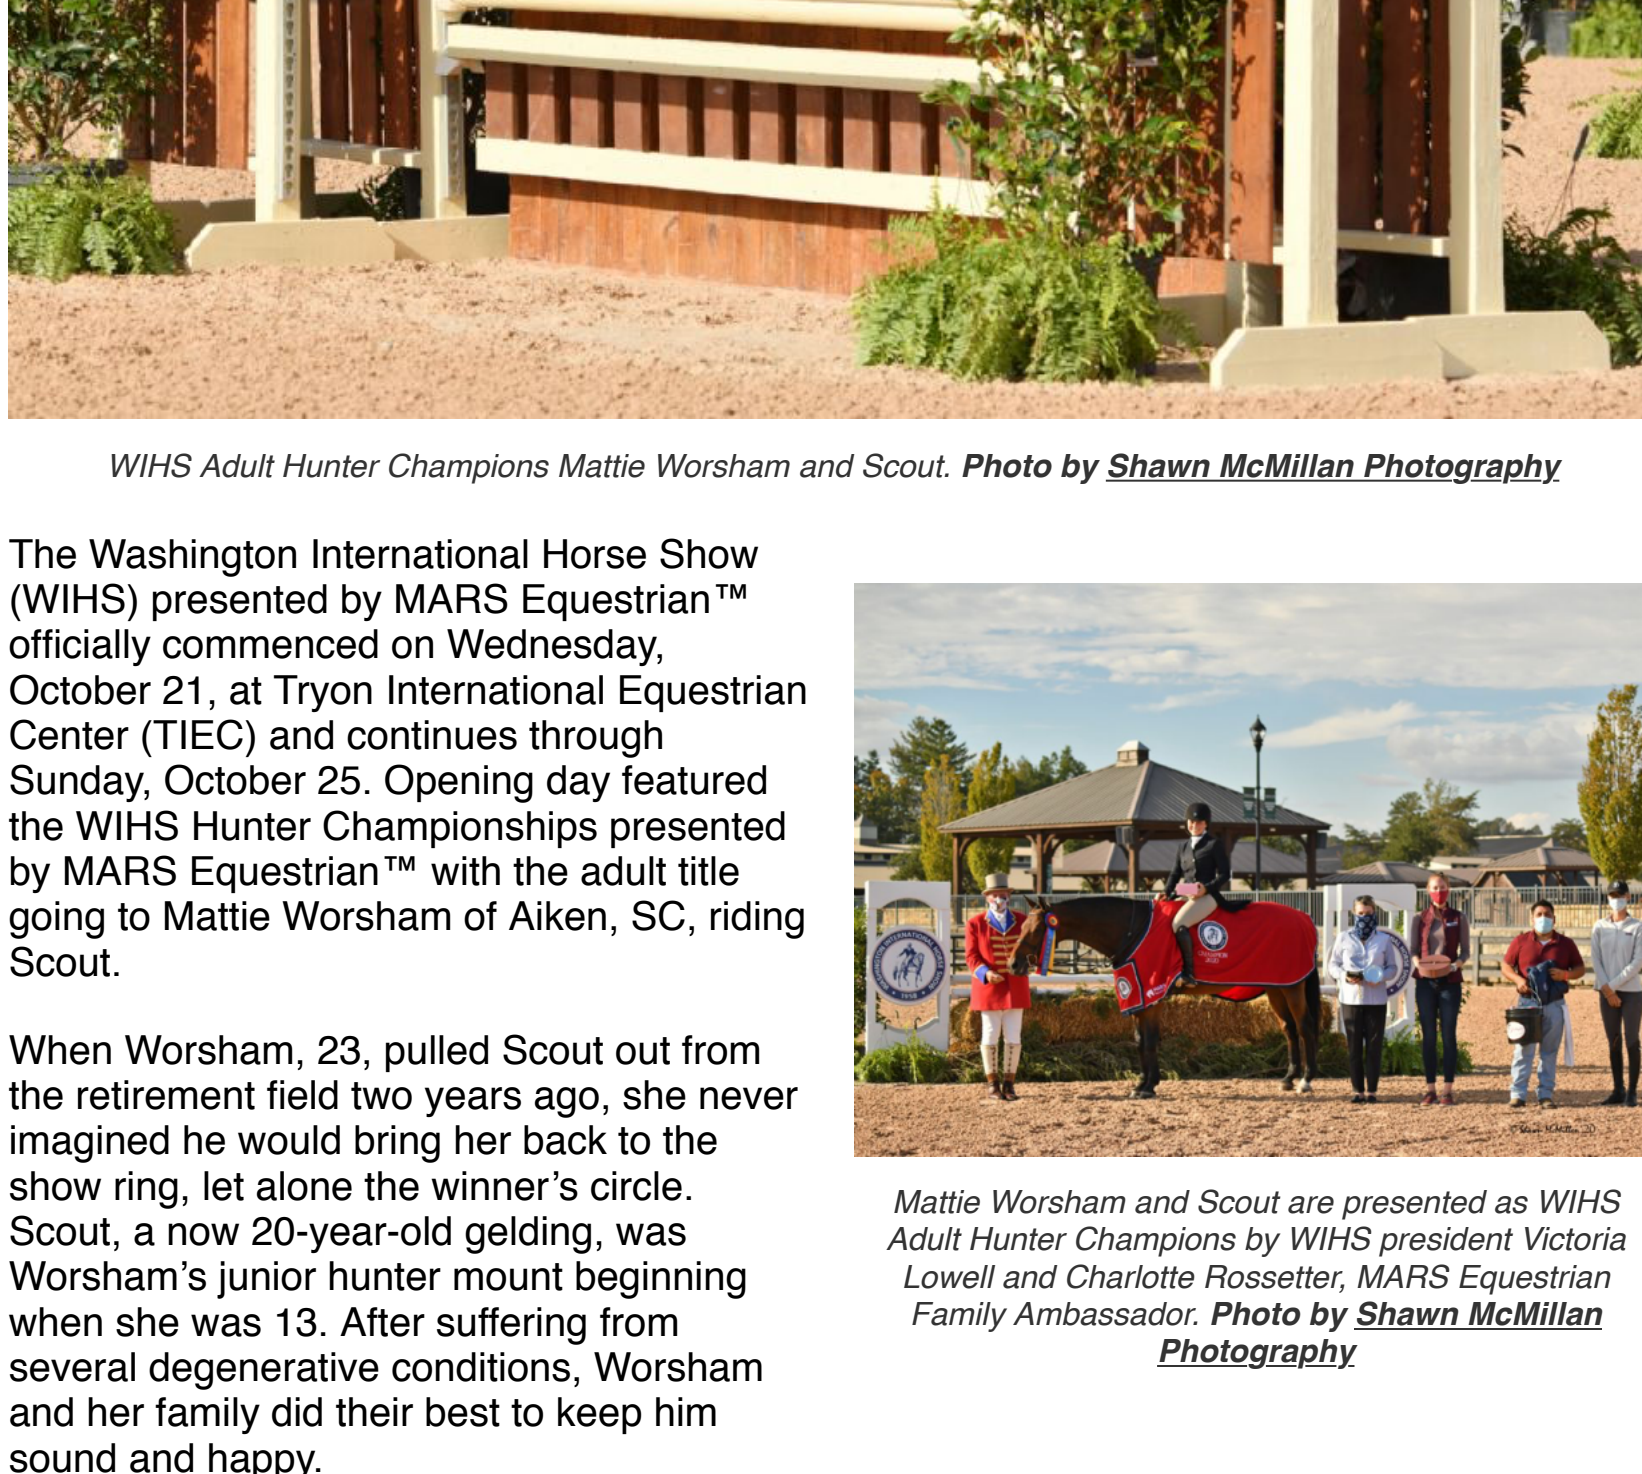 WIHS Adult Hunter Champions Mattie Worsham and Scout. Photo by Shawn McMillan Photography
The Washington International Horse Show
(WIHS) presented by MARS Equestrian™
officially commenced on Wednesday,
October 21, at Tryon International Equestrian
Center (TIEC) and continues through
Sunday, October 25. Opening day featured
the WIHS Hunter Championships presented
by MARS Equestrian™ with the adult title
going to Mattie Worsham of Aiken, SC, riding
Scout.
When Worsham, 23, pulled Scout out from
the retirement field two years ago, she never
imagined he would bring her back to the
show ring, let alone the winner’s circle.
Scout, a now 20-year-old gelding, was
Worsham’s junior hunter mount beginning
when she was 13. After suffering from
several degenerative conditions, Worsham
and her family did their best to keep him
sound and happy.
WASHINGTON INTERNATIONAL HORSE SHOW
1958
CHAMPION
2020
Mattie Worsham and Scout are presented as WIHS
Adult Hunter Champions by WIHS president Victoria
Lowell and Charlotte Rossetter, MARS Equestrian
Family Ambassador. Photo by Shawn McMillan
Photography